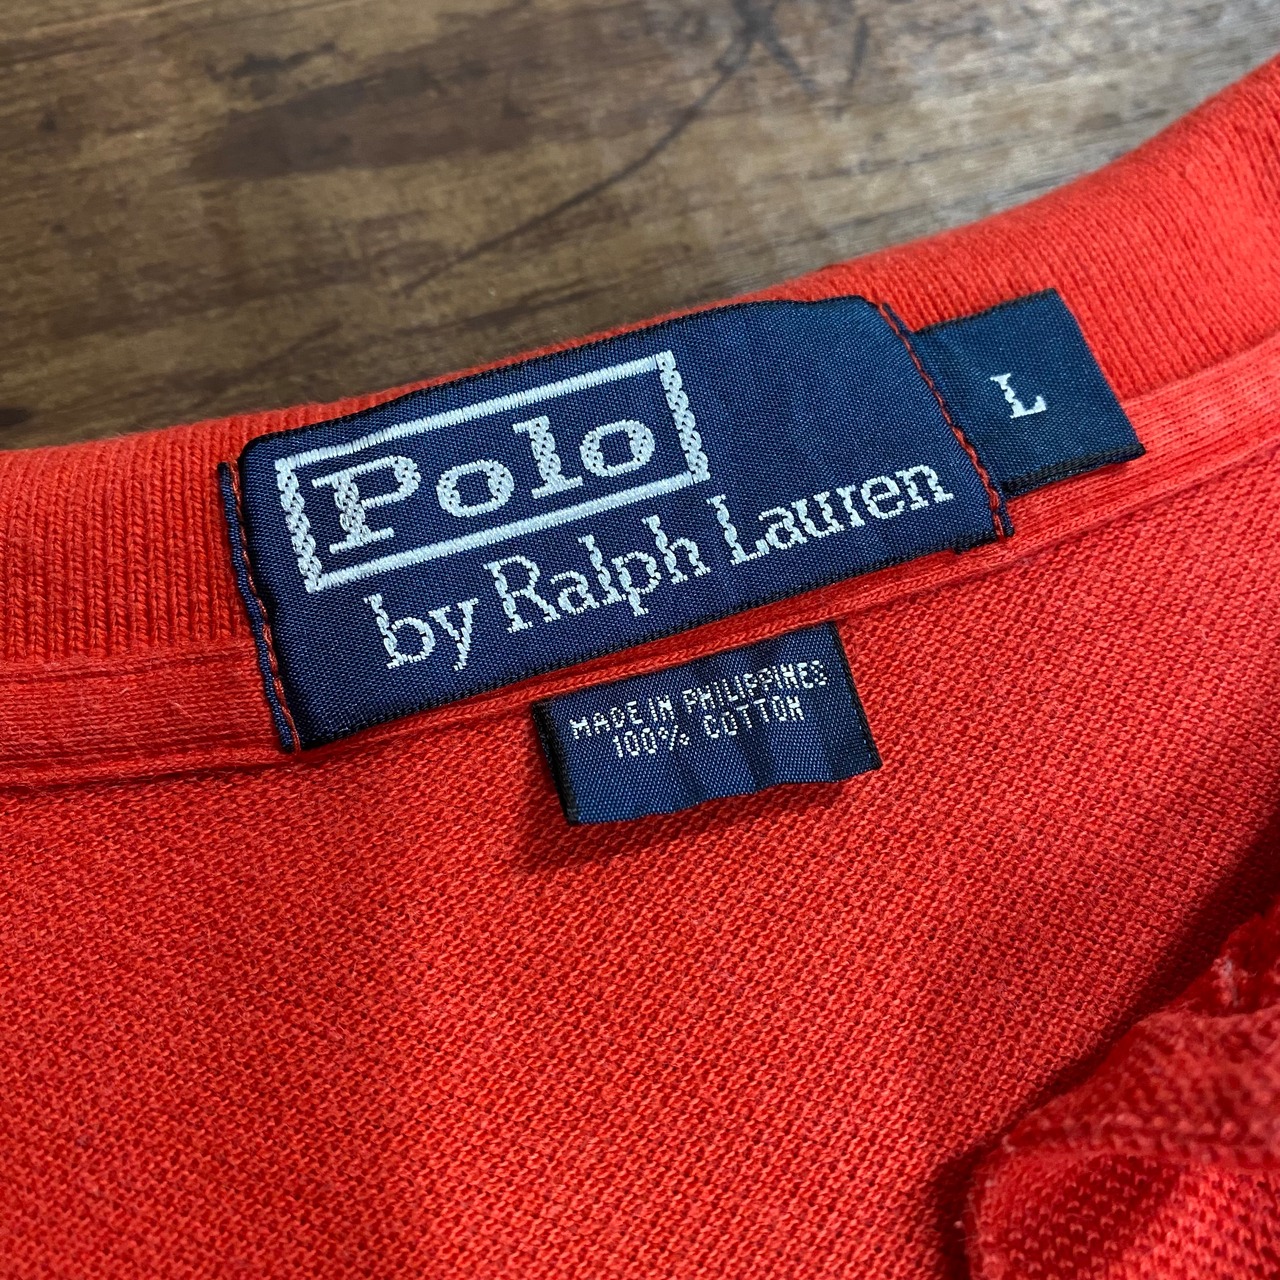 Polo
by Ralph Lauren
L
MADE IN PHILIPPINES
100% COTTON